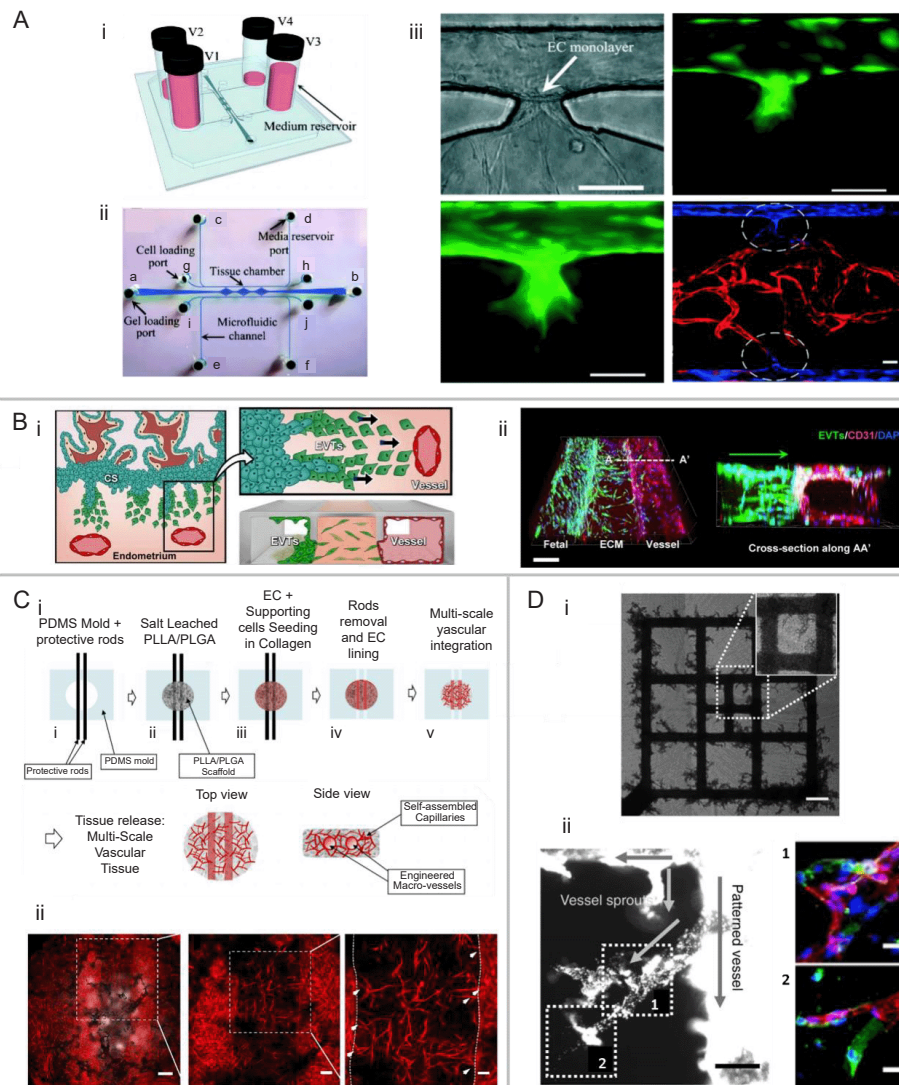 A
i
V2
V4
V1
V3
Medium reservoir
ii
c
d
Media reservoir
port
Cell loading
port
g
Tissue chamber
h
a
b
Gel loading
port
i
Microfluidic
channel
j
e
f
iii
EC monolayer
B
i
CS
Endometrium
EVTs
Vessel
EVTs
Vessel
ii
EVTs/CD31/DAP
A'
Fetal
ECM
Vessel
Cross-section along AA'
C
i
PDMS Mold +
protective rods
Salt Leached
PLLA/PLGA
EC +
Supporting
cells Seeding
in Collagen
Rods
removal
and EC
lining
Multi-scale
vascular
integration
i
ii
iii
iv
v
Protective rods
PDMS mold
PLLA/PLGA
Scaffold
Tissue release:
Multi-Scale
Vascular
Tissue
Top view
Side view
Self-assembled
Capillaries
Engineered
Macro-vessels
ii
D
i
ii
Vessel sprouts
Patterned vessel
1
2
1
2